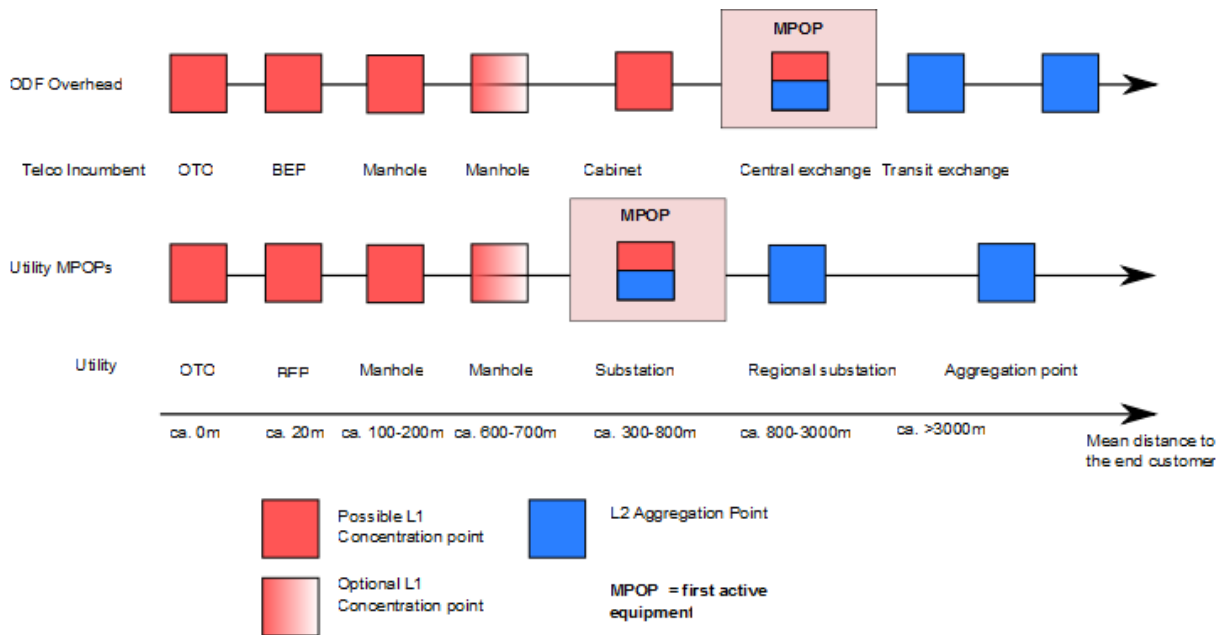 MPOP
ODF Overhead
Telco Incumbent OTO BEP Manhole Manhole Cabinet Central exchange Transit exchange
MPOP
Utility MPOPs
Utility OTO BEP Manhole Manhole Substation Regional substation Aggregation point
ca. 0m ca. 20m ca. 100-200m ca. 600-700m ca. 300-800m ca. 800-3000m ca. >3000m
Mean distance to
the end customer
Possible L1
Concentration point
L2 Aggregation Point
Optional L1
Concentration point
MPOP = first active
equipment